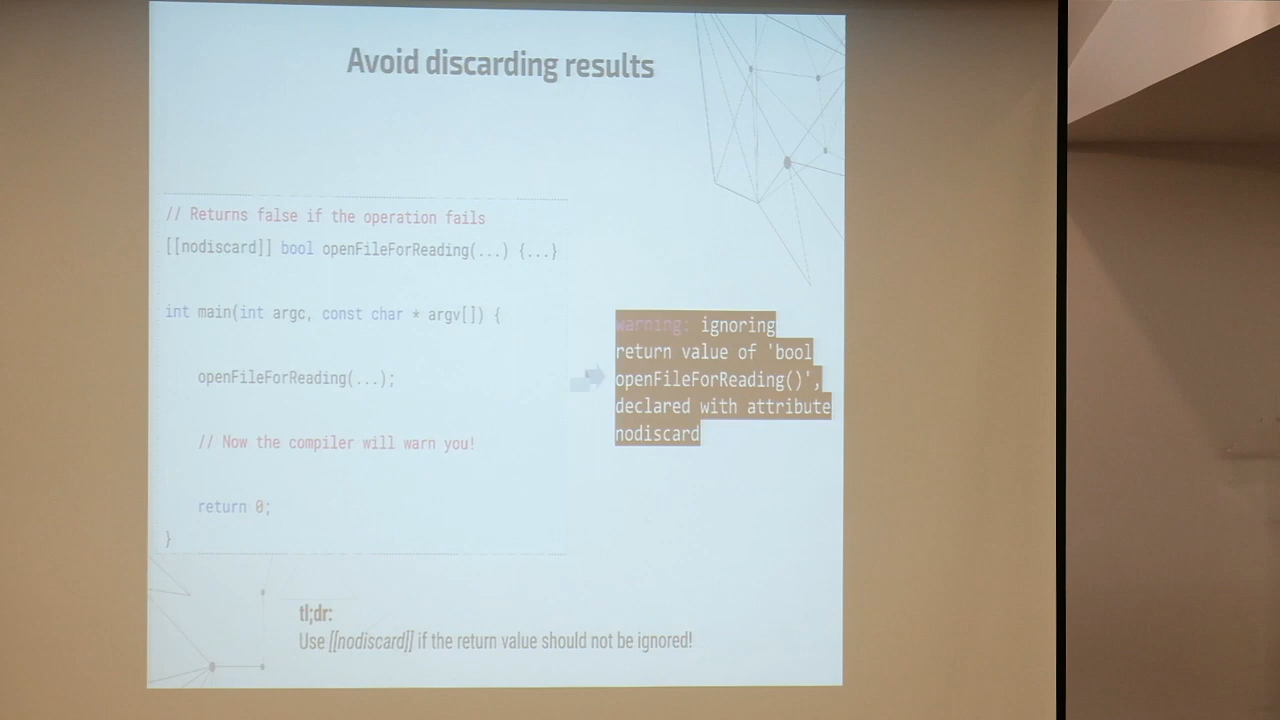 Avoid discarding results
// Returns false if the operation fails
[[nodiscard]] bool openFileForReading(...) {...}
int main(int argc, const char * argv[]) {
openFileForReading(...);
// Now the compiler will warn you!
return 0;
}
warning: ignoring
return value of 'bool
openFileForReading()',
declared with attribute
nodiscard
tl;dr:
Use [[nodiscard]] if the return value should not be ignored!